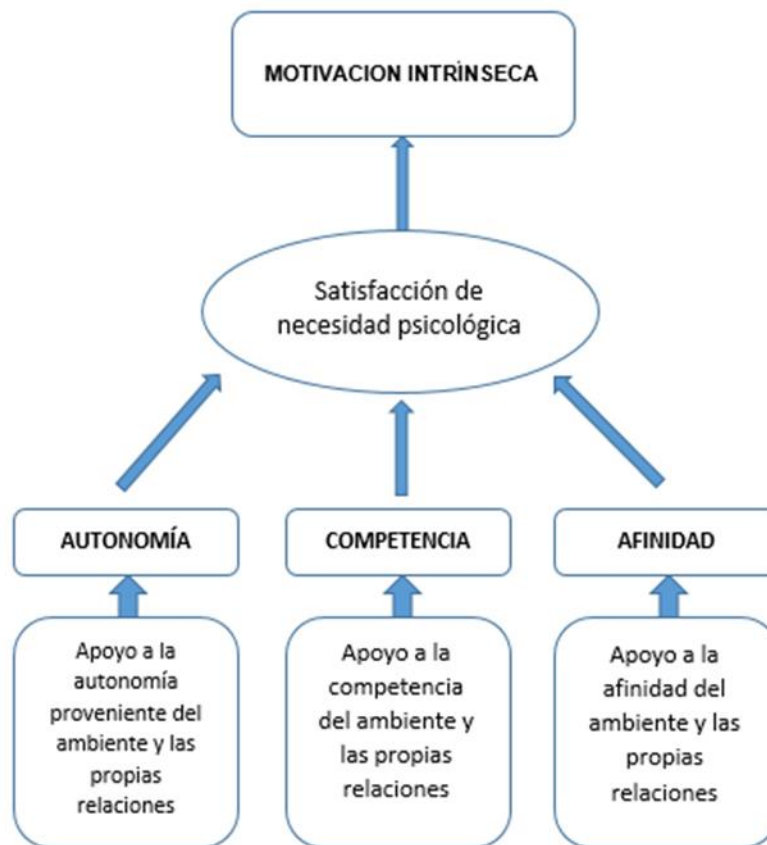 MOTIVACION INTRÍNSECA
Satisfacción de
necesidad psicológica
AUTONOMÍA
COMPETENCIA
AFINIDAD
Apoyo a la
autonomía
proveniente del
ambiente y las
propias
relaciones
Apoyo a la
competencia
del ambiente y
las propias
relaciones
Apoyo a la
afinidad del
ambiente y las
propias
relaciones